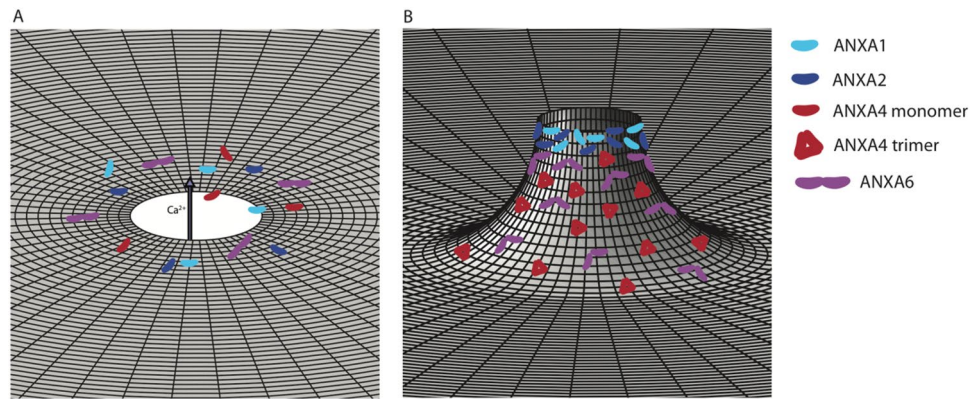 A
B
Ca²⁺
ANXA1
ANXA2
ANXA4 monomer
ANXA4 trimer
ANXA6